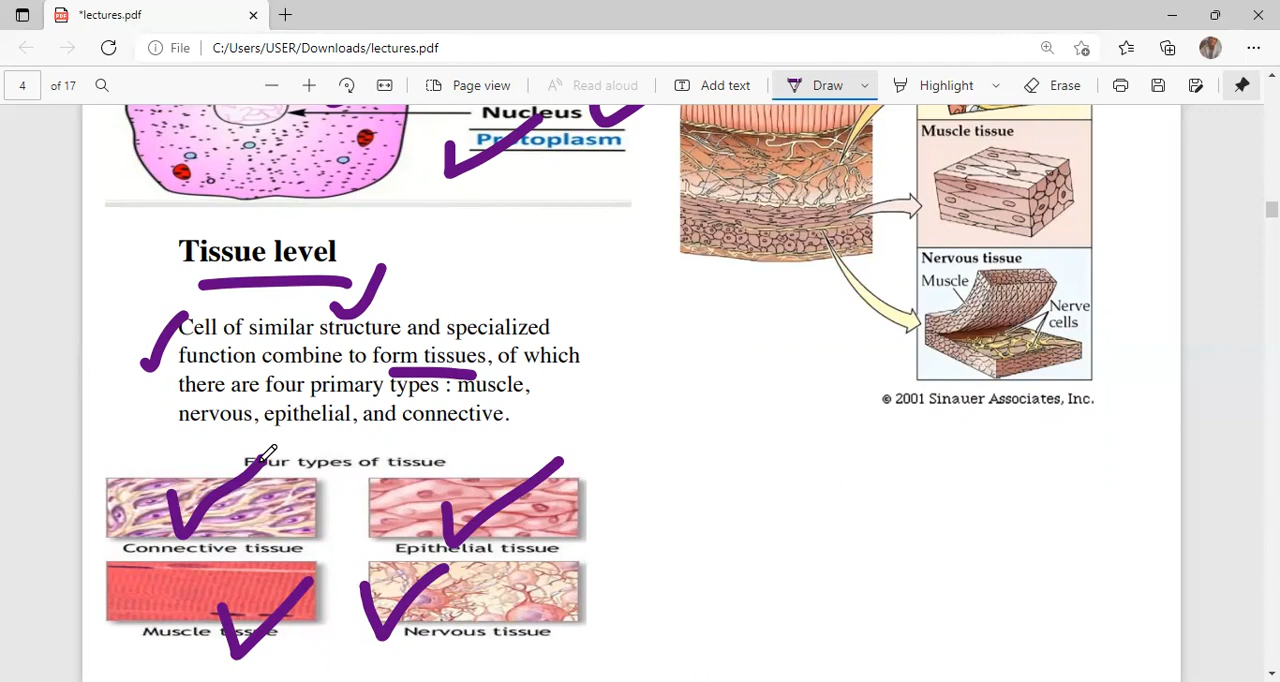 *lectures.pdf
File
C:/Users/USER/Downloads/lectures.pdf
4 of 17
Page view
Read aloud
Add text
Draw
Highlight
Erase
Nucleus
Protoplasm
Tissue level
Cell of similar structure and specialized
function combine to form tissues, of which
there are four primary types : muscle,
nervous, epithelial, and connective.
Four types of tissue
Connective tissue
Epithelial tissue
Muscle tissue
Nervous tissue
Muscle tissue
Nervous tissue
Muscle
Nerve
cells
© 2001 Sinauer Associates, Inc.